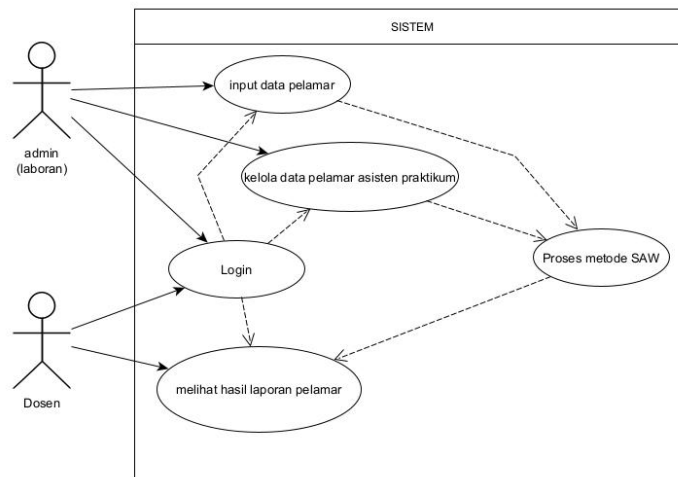 SISTEM
input data pelamar
admin
(laboran)
kelola data pelamar asisten praktikum
Proses metode SAW
Login
melihat hasil laporan pelamar
Dosen